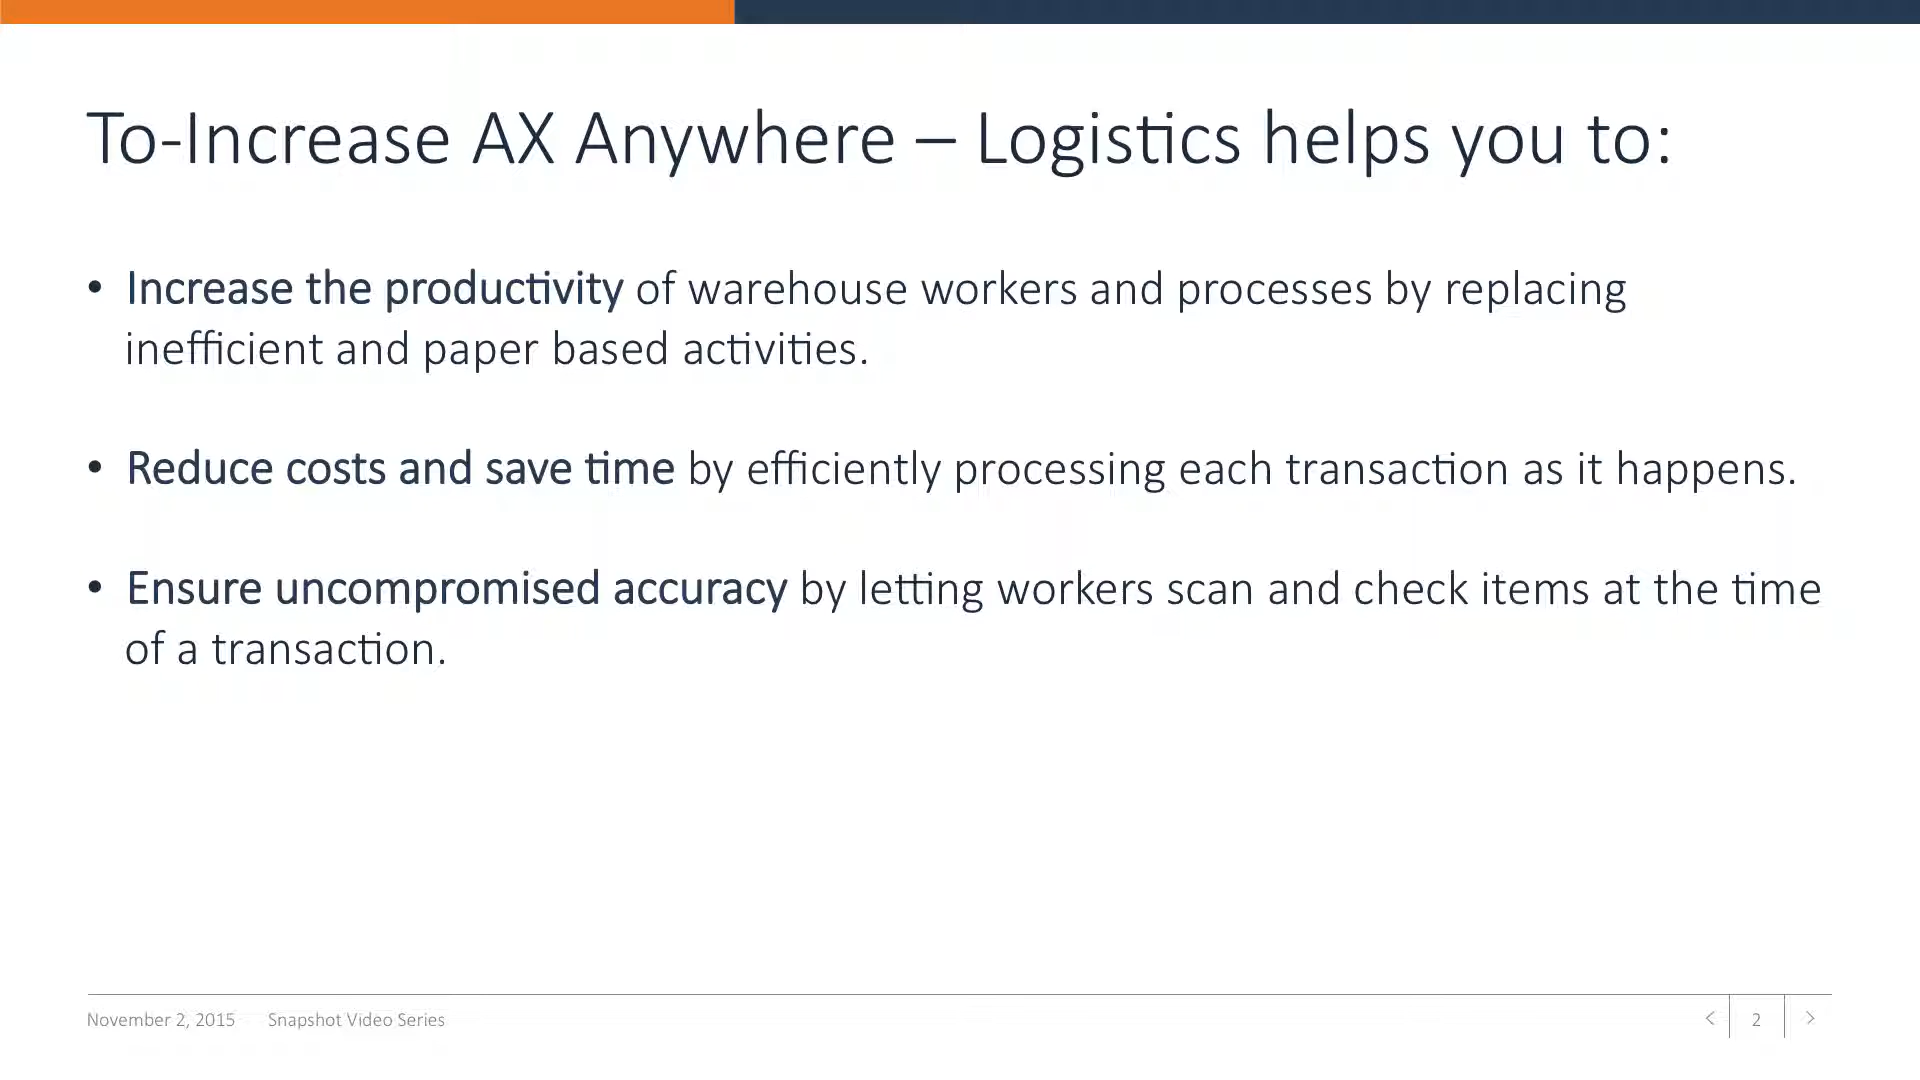 To-Increase AX Anywhere – Logistics helps you to:
• Increase the productivity of warehouse workers and processes by replacing
inefficient and paper based activities.
• Reduce costs and save time by efficiently processing each transaction as it happens.
• Ensure uncompromised accuracy by letting workers scan and check items at the time
of a transaction.
November 2, 2015 Snapshot Video Series < 2 >